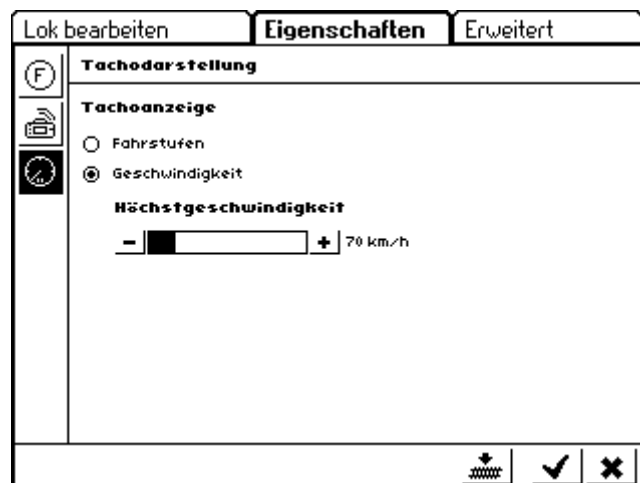 Lok bearbeiten
Eigenschaften
Erweitert
F
Tachodarstellung
Tachoanzeige
Fahrstufen
Geschwindigkeit
Höchstgeschwindigkeit
70 km/h